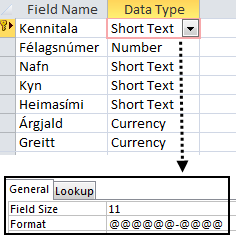 Field Name Data Type
Kennitala Short Text
Félagsnúmer Number
Nafn Short Text
Kyn Short Text
Heimasími Short Text
Árgjald Currency
Greitt Currency
General Lookup
Field Size 11
Format @@@@@@-@@@@